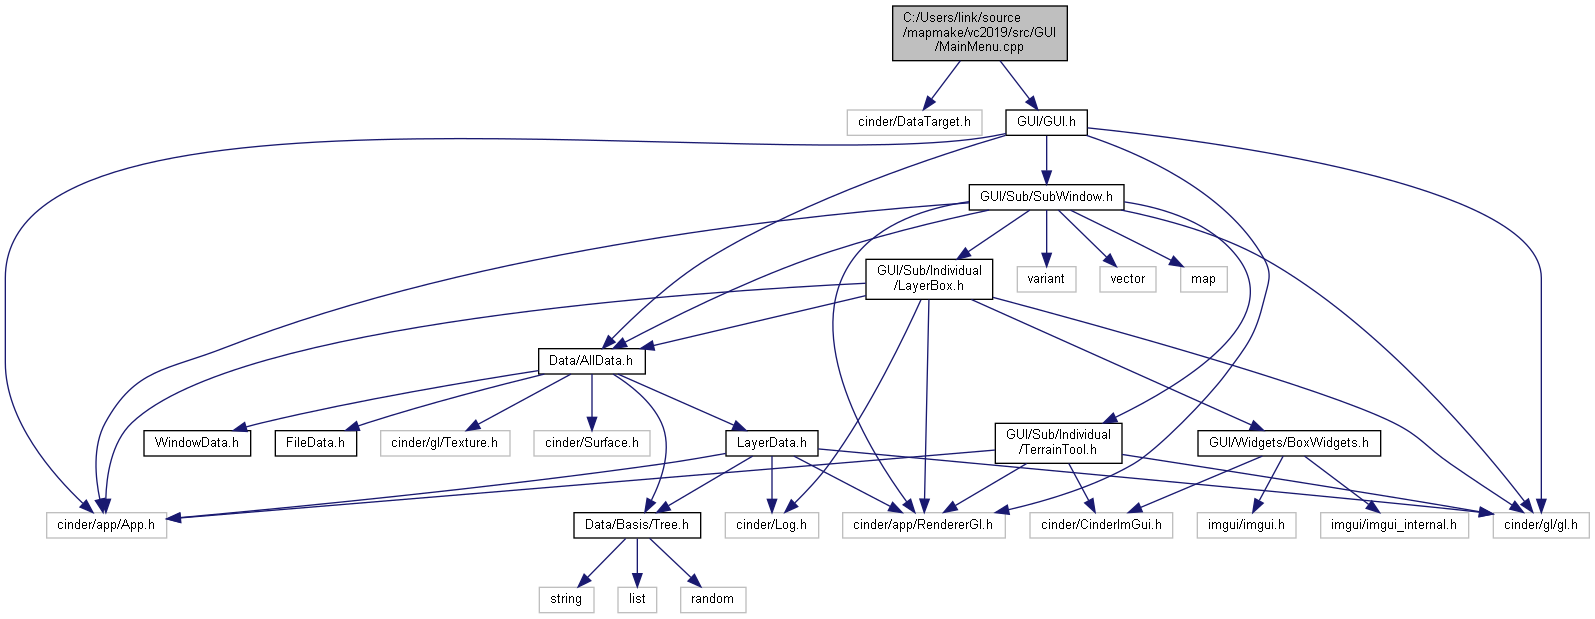 C:/Users/link/source
/mapmake/vc2019/src/GUI
/MainMenu.cpp
cinder/DataTarget.h
GUI/GUI.h
GUI/Sub/SubWindow.h
GUI/Sub/Individual
/LayerBox.h
variant
vector
map
Data/AllData.h
WindowData.h
FileData.h
cinder/gl/Texture.h
cinder/Surface.h
LayerData.h
GUI/Sub/Individual
/TerrainTool.h
GUI/Widgets/BoxWidgets.h
cinder/app/App.h
Data/Basis/Tree.h
cinder/Log.h
cinder/app/RendererGl.h
cinder/CinderImGui.h
imgui/imgui.h
imgui/imgui_internal.h
cinder/gl/gl.h
string
list
random